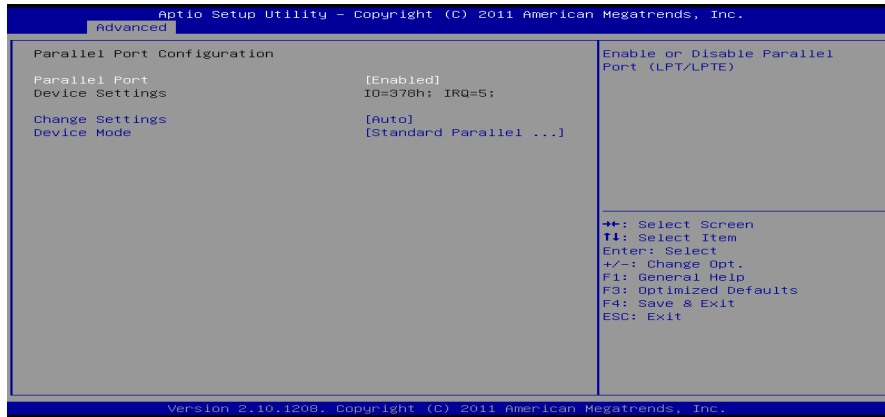 Aptio Setup Utility – Copyright (C) 2011 American Megatrends, Inc.
Advanced
Parallel Port Configuration
Parallel Port [Enabled]
Device Settings IO=378h; IRQ=5;
Change Settings [Auto]
Device Mode [Standard Parallel ...]
Enable or Disable Parallel
Port (LPT/LPTE)
→←: Select Screen
↑↓: Select Item
Enter: Select
+/-: Change Opt.
F1: General Help
F3: Optimized Defaults
F4: Save & Exit
ESC: Exit
Version 2.10.1208. Copyright (C) 2011 American Megatrends, Inc.